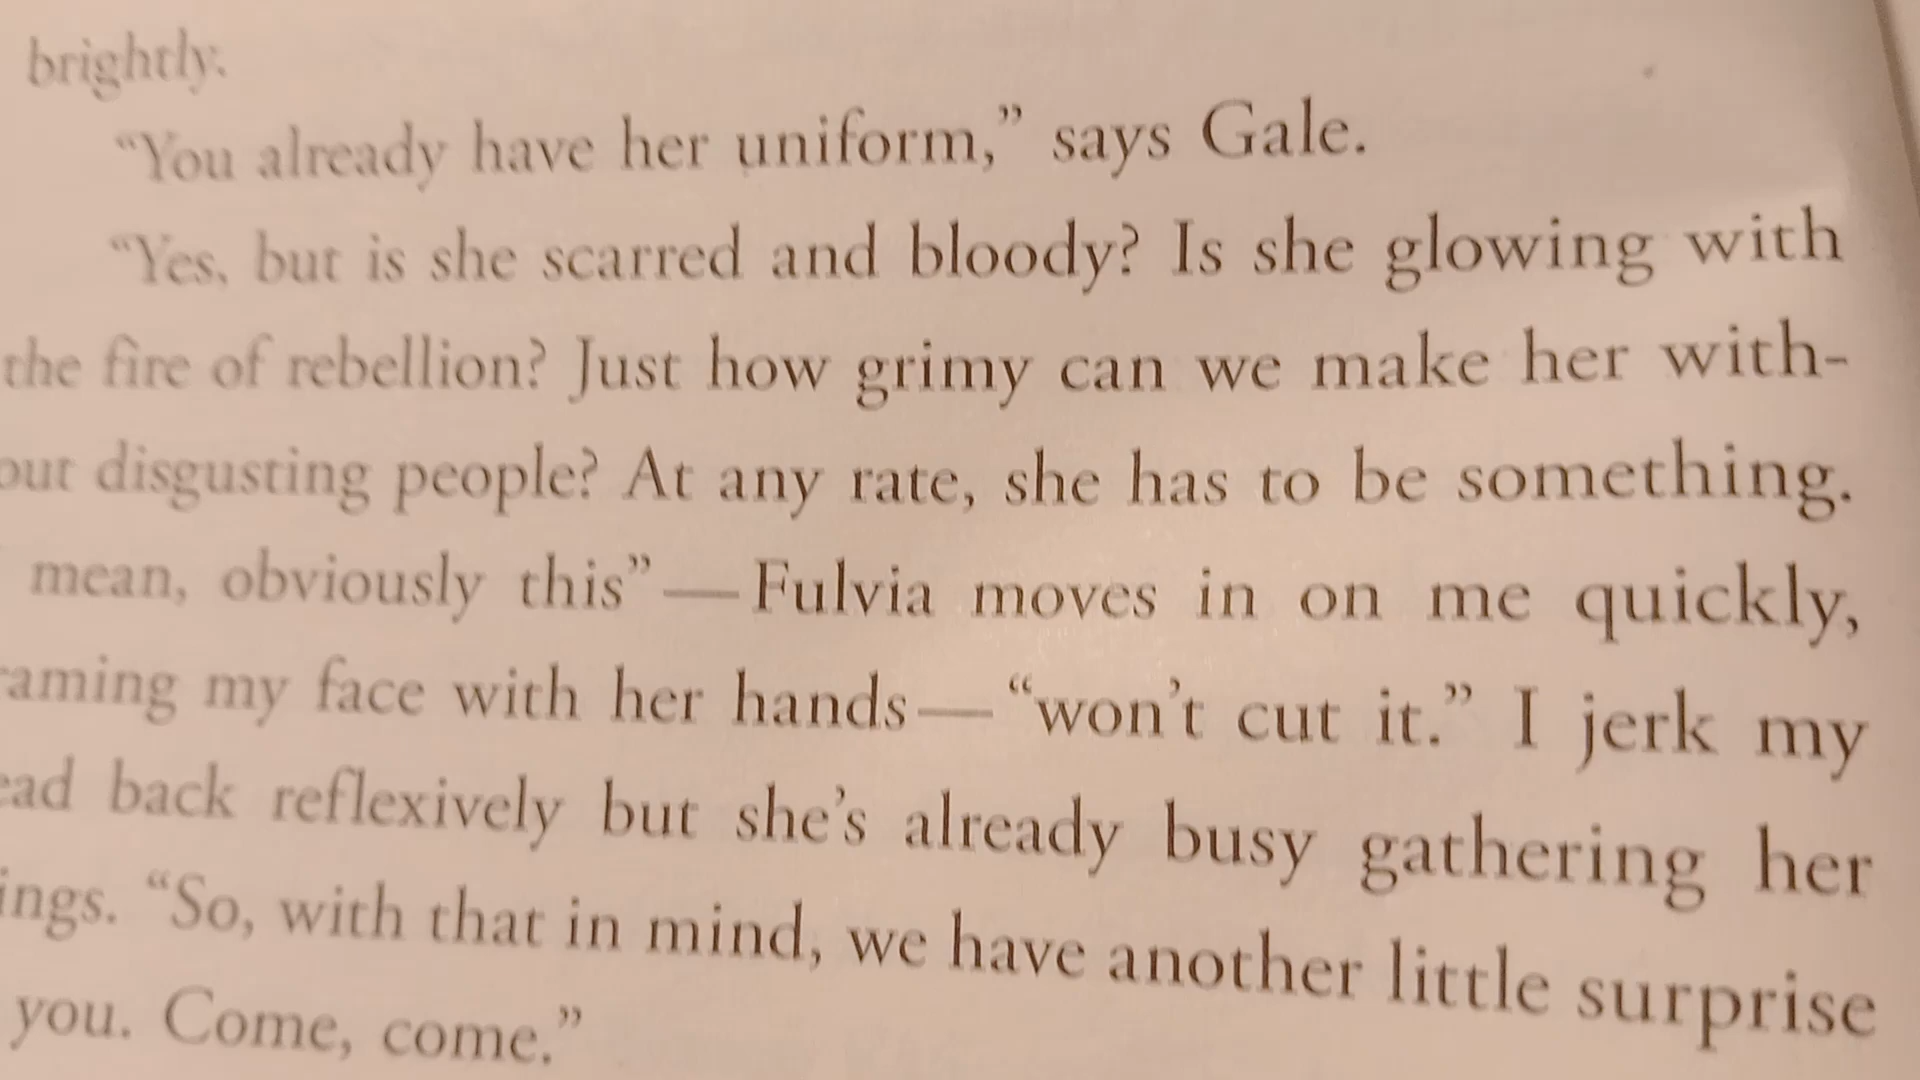 brightly.
“You already have her uniform,” says Gale.
“Yes, but is she scarred and bloody? Is she glowing with
the fire of rebellion? Just how grimy can we make her with-
out disgusting people? At any rate, she has to be something.
mean, obviously this”—Fulvia moves in on me quickly,
raming my face with her hands—“won’t cut it.” I jerk my
ead back reflexively but she’s already busy gathering her
ings. “So, with that in mind, we have another little surprise
you. Come, come.”